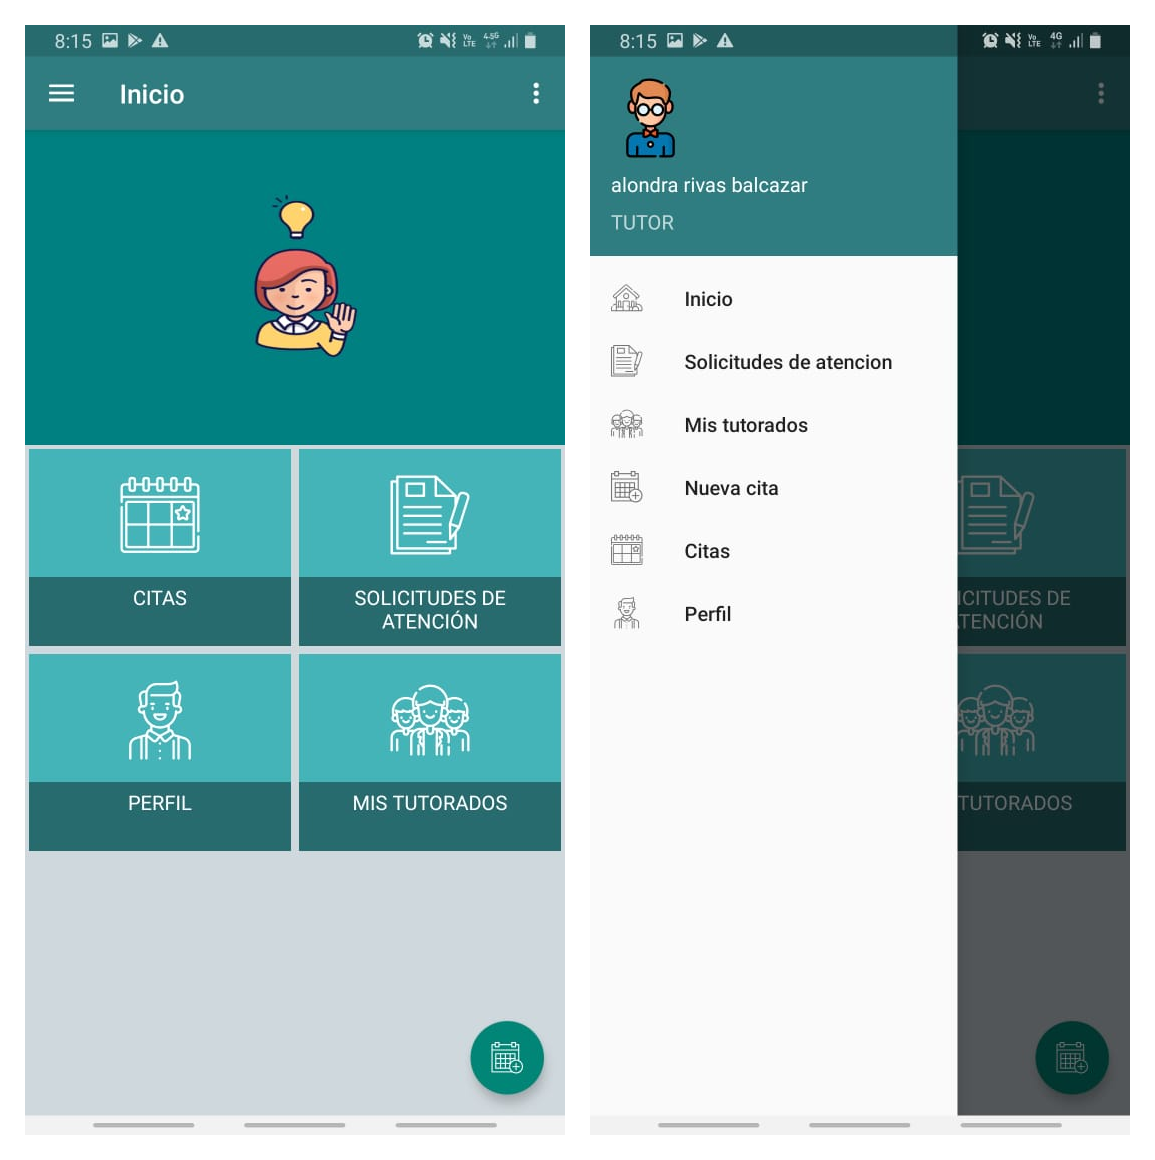 8:15
Vo LTE 4.5G
Inicio
CITAS
SOLICITUDES DE
ATENCIÓN
PERFIL
MIS TUTORADOS
8:15
Vo LTE 4G
alondra rivas balcazar
TUTOR
Inicio
Solicitudes de atencion
Mis tutorados
Nueva cita
Citas
Perfil
ICITUDES DE
TENCIÓN
TUTORADOS